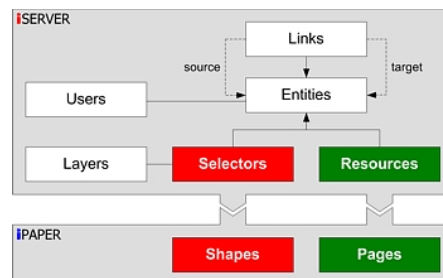 iSERVER
Links
source
target
Users
Entities
Layers
Selectors
Resources
iPAPER
Shapes
Pages